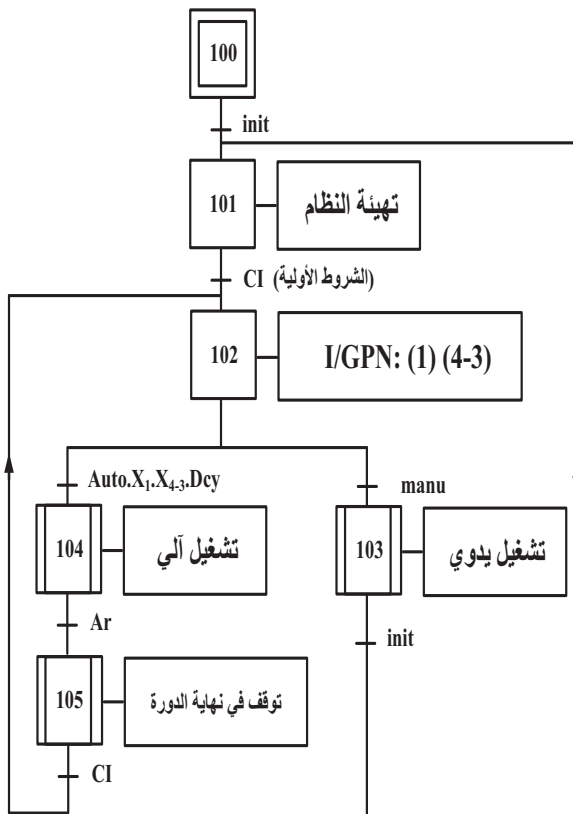 100
init
101
تهيئة النظام
CI (الشروط الأولية)
102
I/GPN: (1) (4-3)
Auto.X₁.X₄₋₃.Dcy
manu
104
تشغيل آلي
103
تشغيل يدوي
Ar
init
105
توقف في نهاية الدورة
CI